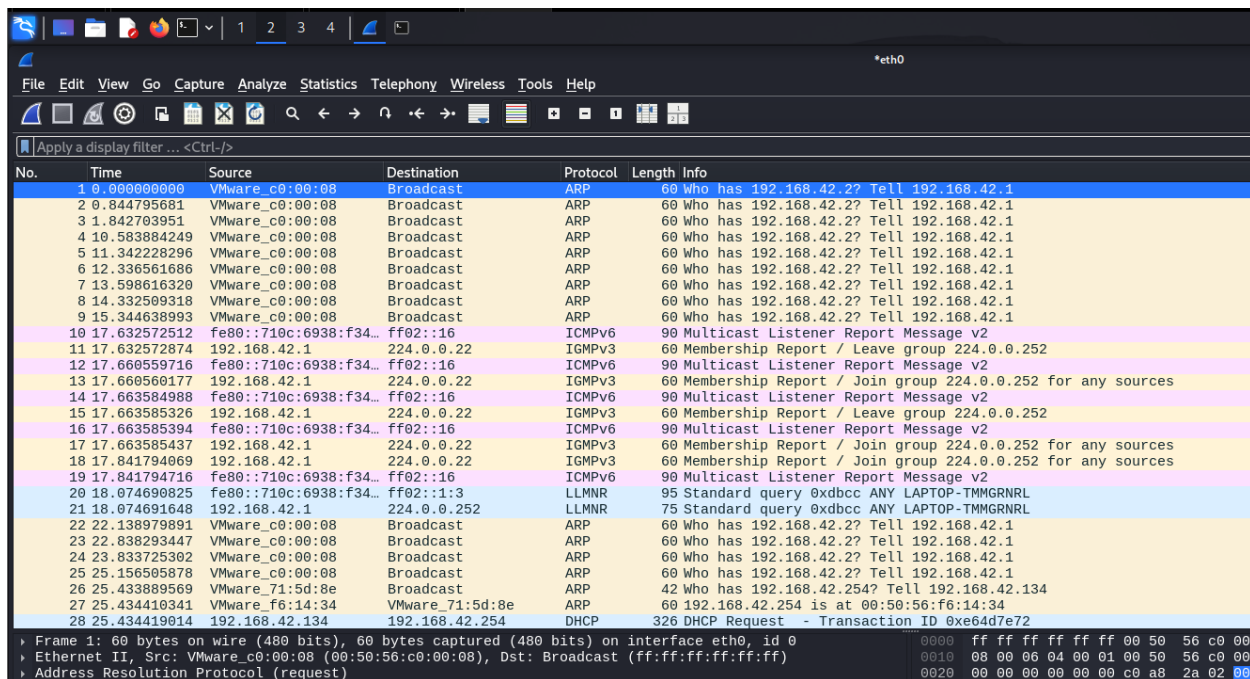 1 2 3 4
*eth0
File Edit View Go Capture Analyze Statistics Telephony Wireless Tools Help
Apply a display filter ... <Ctrl-/>
No. Time Source Destination Protocol Length Info
1 0.000000000 VMware_c0:00:08 Broadcast ARP 60 Who has 192.168.42.2? Tell 192.168.42.1
2 0.844795681 VMware_c0:00:08 Broadcast ARP 60 Who has 192.168.42.2? Tell 192.168.42.1
3 1.842703951 VMware_c0:00:08 Broadcast ARP 60 Who has 192.168.42.2? Tell 192.168.42.1
4 10.583884249 VMware_c0:00:08 Broadcast ARP 60 Who has 192.168.42.2? Tell 192.168.42.1
5 11.342228296 VMware_c0:00:08 Broadcast ARP 60 Who has 192.168.42.2? Tell 192.168.42.1
6 12.336561686 VMware_c0:00:08 Broadcast ARP 60 Who has 192.168.42.2? Tell 192.168.42.1
7 13.598616320 VMware_c0:00:08 Broadcast ARP 60 Who has 192.168.42.2? Tell 192.168.42.1
8 14.332509318 VMware_c0:00:08 Broadcast ARP 60 Who has 192.168.42.2? Tell 192.168.42.1
9 15.344638993 VMware_c0:00:08 Broadcast ARP 60 Who has 192.168.42.2? Tell 192.168.42.1
10 17.632572512 fe80::710c:6938:f34… ff02::16 ICMPv6 90 Multicast Listener Report Message v2
11 17.632572874 192.168.42.1 224.0.0.22 IGMPv3 60 Membership Report / Leave group 224.0.0.252
12 17.660559716 fe80::710c:6938:f34… ff02::16 ICMPv6 90 Multicast Listener Report Message v2
13 17.660560177 192.168.42.1 224.0.0.22 IGMPv3 60 Membership Report / Join group 224.0.0.252 for any sources
14 17.663584988 fe80::710c:6938:f34… ff02::16 ICMPv6 90 Multicast Listener Report Message v2
15 17.663585326 192.168.42.1 224.0.0.22 IGMPv3 60 Membership Report / Leave group 224.0.0.252
16 17.663585394 fe80::710c:6938:f34… ff02::16 ICMPv6 90 Multicast Listener Report Message v2
17 17.663585437 192.168.42.1 224.0.0.22 IGMPv3 60 Membership Report / Join group 224.0.0.252 for any sources
18 17.841794069 192.168.42.1 224.0.0.22 IGMPv3 60 Membership Report / Join group 224.0.0.252 for any sources
19 17.841794716 fe80::710c:6938:f34… ff02::16 ICMPv6 90 Multicast Listener Report Message v2
20 18.074690825 fe80::710c:6938:f34… ff02::1:3 LLMNR 95 Standard query 0xdbcc ANY LAPTOP-TMMGRNRL
21 18.074691648 192.168.42.1 224.0.0.252 LLMNR 75 Standard query 0xdbcc ANY LAPTOP-TMMGRNRL
22 22.138979891 VMware_c0:00:08 Broadcast ARP 60 Who has 192.168.42.2? Tell 192.168.42.1
23 22.838293447 VMware_c0:00:08 Broadcast ARP 60 Who has 192.168.42.2? Tell 192.168.42.1
24 23.833725302 VMware_c0:00:08 Broadcast ARP 60 Who has 192.168.42.2? Tell 192.168.42.1
25 25.156505878 VMware_c0:00:08 Broadcast ARP 60 Who has 192.168.42.2? Tell 192.168.42.1
26 25.433889569 VMware_71:5d:8e Broadcast ARP 42 Who has 192.168.42.254? Tell 192.168.42.134
27 25.434410341 VMware_f6:14:34 VMware_71:5d:8e ARP 60 192.168.42.254 is at 00:50:56:f6:14:34
28 25.434419014 192.168.42.134 192.168.42.254 DHCP 326 DHCP Request - Transaction ID 0xe64d7e72
Frame 1: 60 bytes on wire (480 bits), 60 bytes captured (480 bits) on interface eth0, id 0
Ethernet II, Src: VMware_c0:00:08 (00:50:56:c0:00:08), Dst: Broadcast (ff:ff:ff:ff:ff:ff)
Address Resolution Protocol (request)
0000 ff ff ff ff ff ff 00 50 56 c0 00
0010 08 00 06 04 00 01 00 50 56 c0 00
0020 00 00 00 00 00 00 c0 a8 2a 02 00